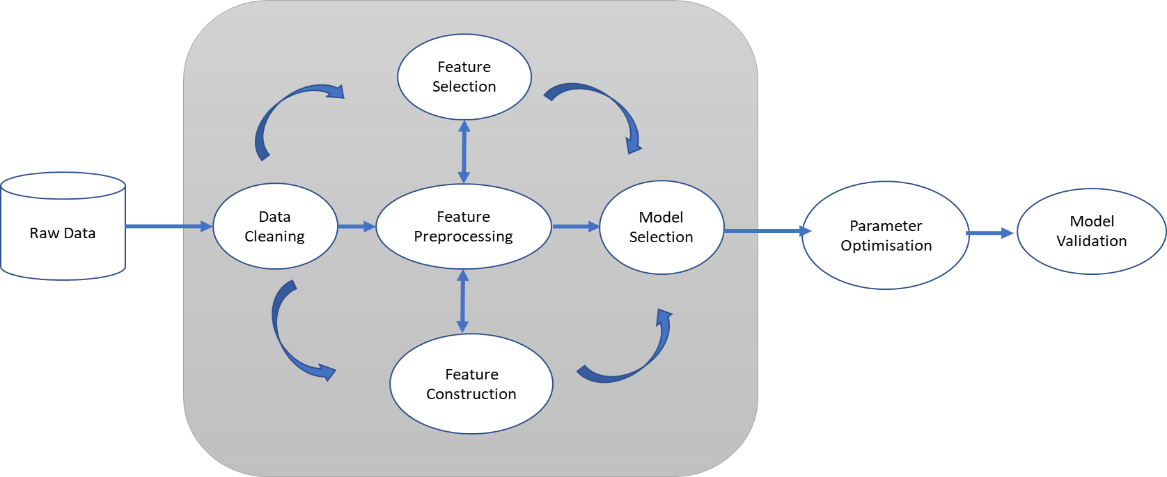 Feature
Selection
Raw Data
Data
Cleaning
Feature
Preprocessing
Model
Selection
Parameter
Optimisation
Model
Validation
Feature
Construction